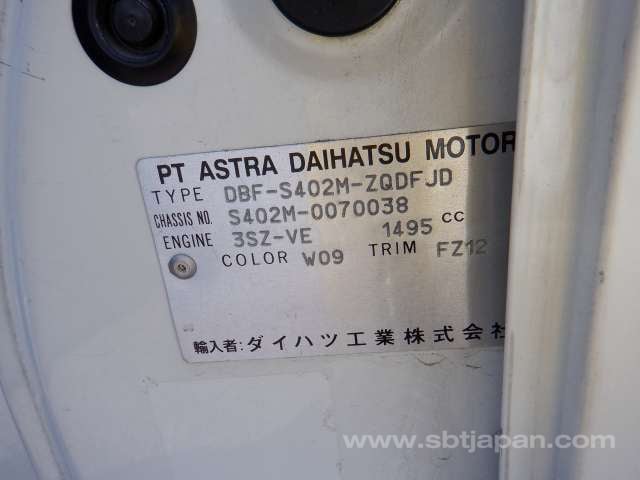 PT ASTRA DAIHATSU MOTOR
TYPE DBF-S402M-ZQDFJD
CHASSIS NO. S402M-0070038
ENGINE 3SZ-VE 1495 CC
COLOR W09 TRIM FZ12
輸入者:ダイハツ工業株式会社
www.sbtjapan.com